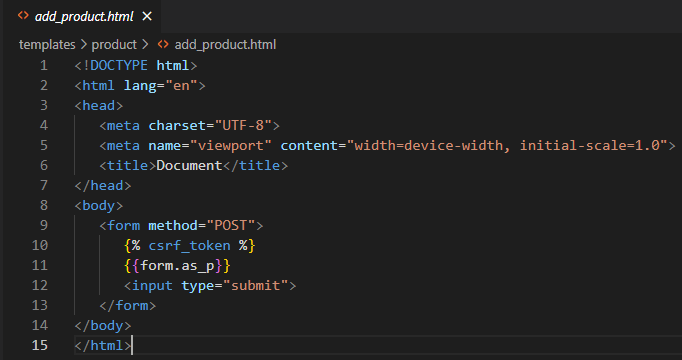 <> add_product.html ×
templates > product > <> add_product.html
1 <!DOCTYPE html>
2 <html lang="en">
3 <head>
4 <meta charset="UTF-8">
5 <meta name="viewport" content="width=device-width, initial-scale=1.0">
6 <title>Document</title>
7 </head>
8 <body>
9 <form method="POST">
10 {% csrf_token %}
11 {{form.as_p}}
12 <input type="submit">
13 </form>
14 </body>
15 </html>